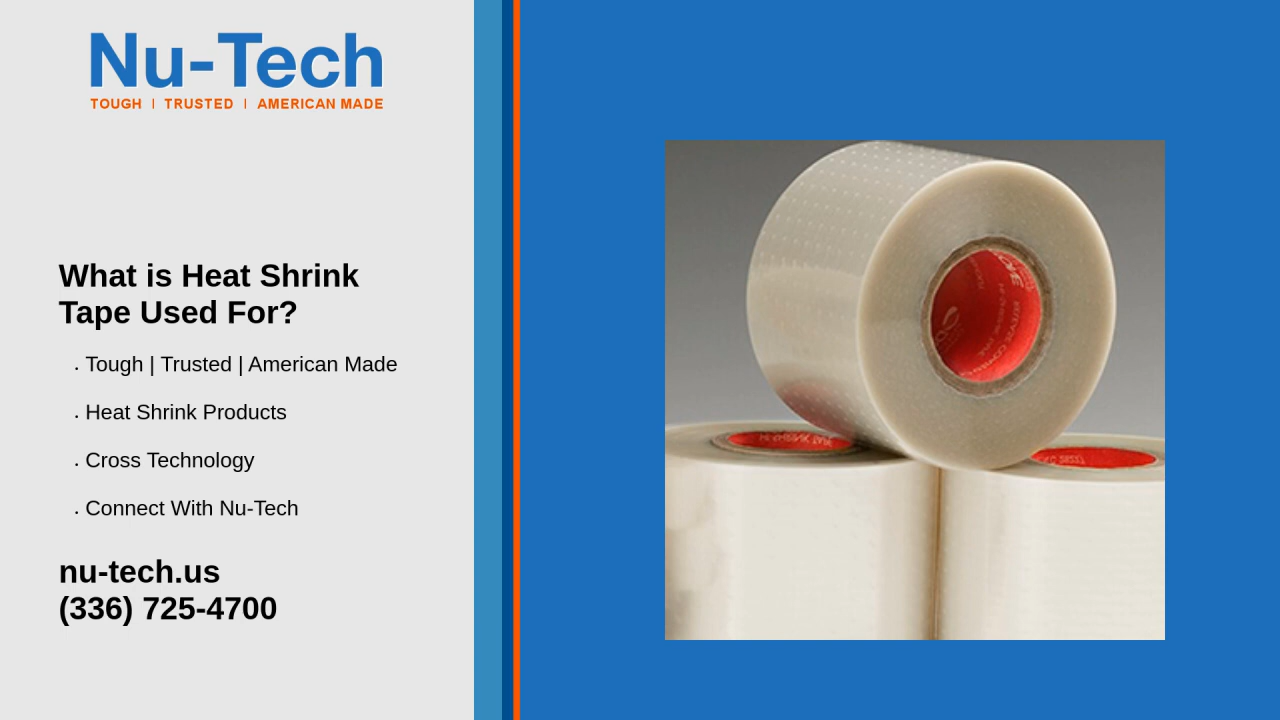 Nu-Tech
TOUGH | TRUSTED | AMERICAN MADE
What is Heat Shrink
Tape Used For?
. Tough | Trusted | American Made
. Heat Shrink Products
. Cross Technology
. Connect With Nu-Tech
nu-tech.us
(336) 725-4700